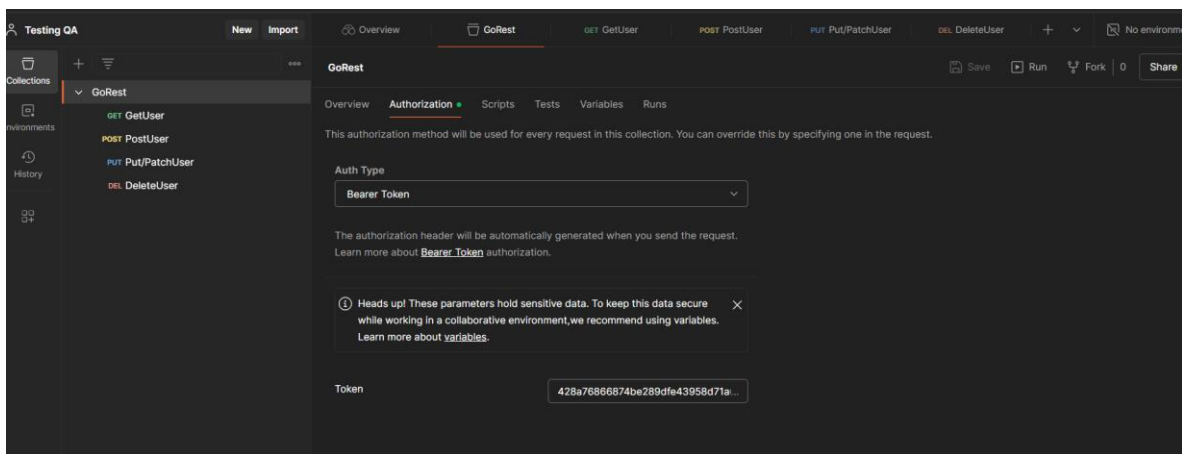 Testing QA
New
Import
Overview
GoRest
GET GetUser
POST PostUser
PUT Put/PatchUser
DEL DeleteUser
No environm
Collections
nvironments
History
GoRest
GET GetUser
POST PostUser
PUT Put/PatchUser
DEL DeleteUser
GoRest
Save
Run
Fork
0
Share
Overview
Authorization
Scripts
Tests
Variables
Runs
This authorization method will be used for every request in this collection. You can override this by specifying one in the request.
Auth Type
Bearer Token
The authorization header will be automatically generated when you send the request.
Learn more about Bearer Token authorization.
Heads up! These parameters hold sensitive data. To keep this data secure
while working in a collaborative environment,we recommend using variables.
Learn more about variables.
Token
428a76866874be289dfe43958d71a...